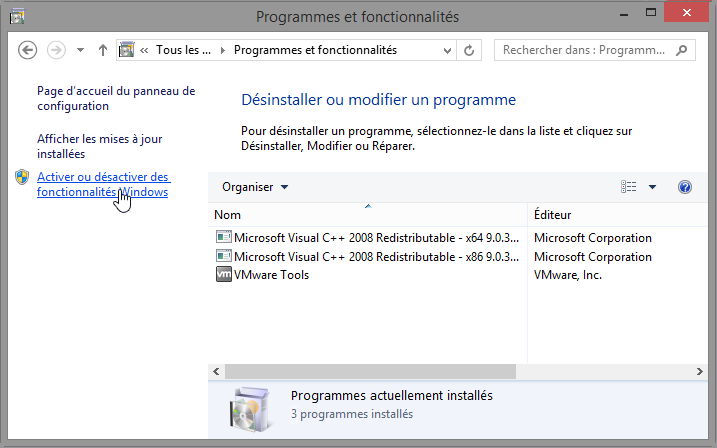 Programmes et fonctionnalités
« Tous les ... Programmes et fonctionnalités
Rechercher dans : Programm...
Page d'accueil du panneau de
configuration
Afficher les mises à jour
installées
Activer ou désactiver des
fonctionnalités Windows
Désinstaller ou modifier un programme
Pour désinstaller un programme, sélectionnez-le dans la liste et cliquez sur
Désinstaller, Modifier ou Réparer.
Organiser
Nom Éditeur
Microsoft Visual C++ 2008 Redistributable - x64 9.0.3... Microsoft Corporation
Microsoft Visual C++ 2008 Redistributable - x86 9.0.3... Microsoft Corporation
vm VMware Tools VMware, Inc.
Programmes actuellement installés
3 programmes installés